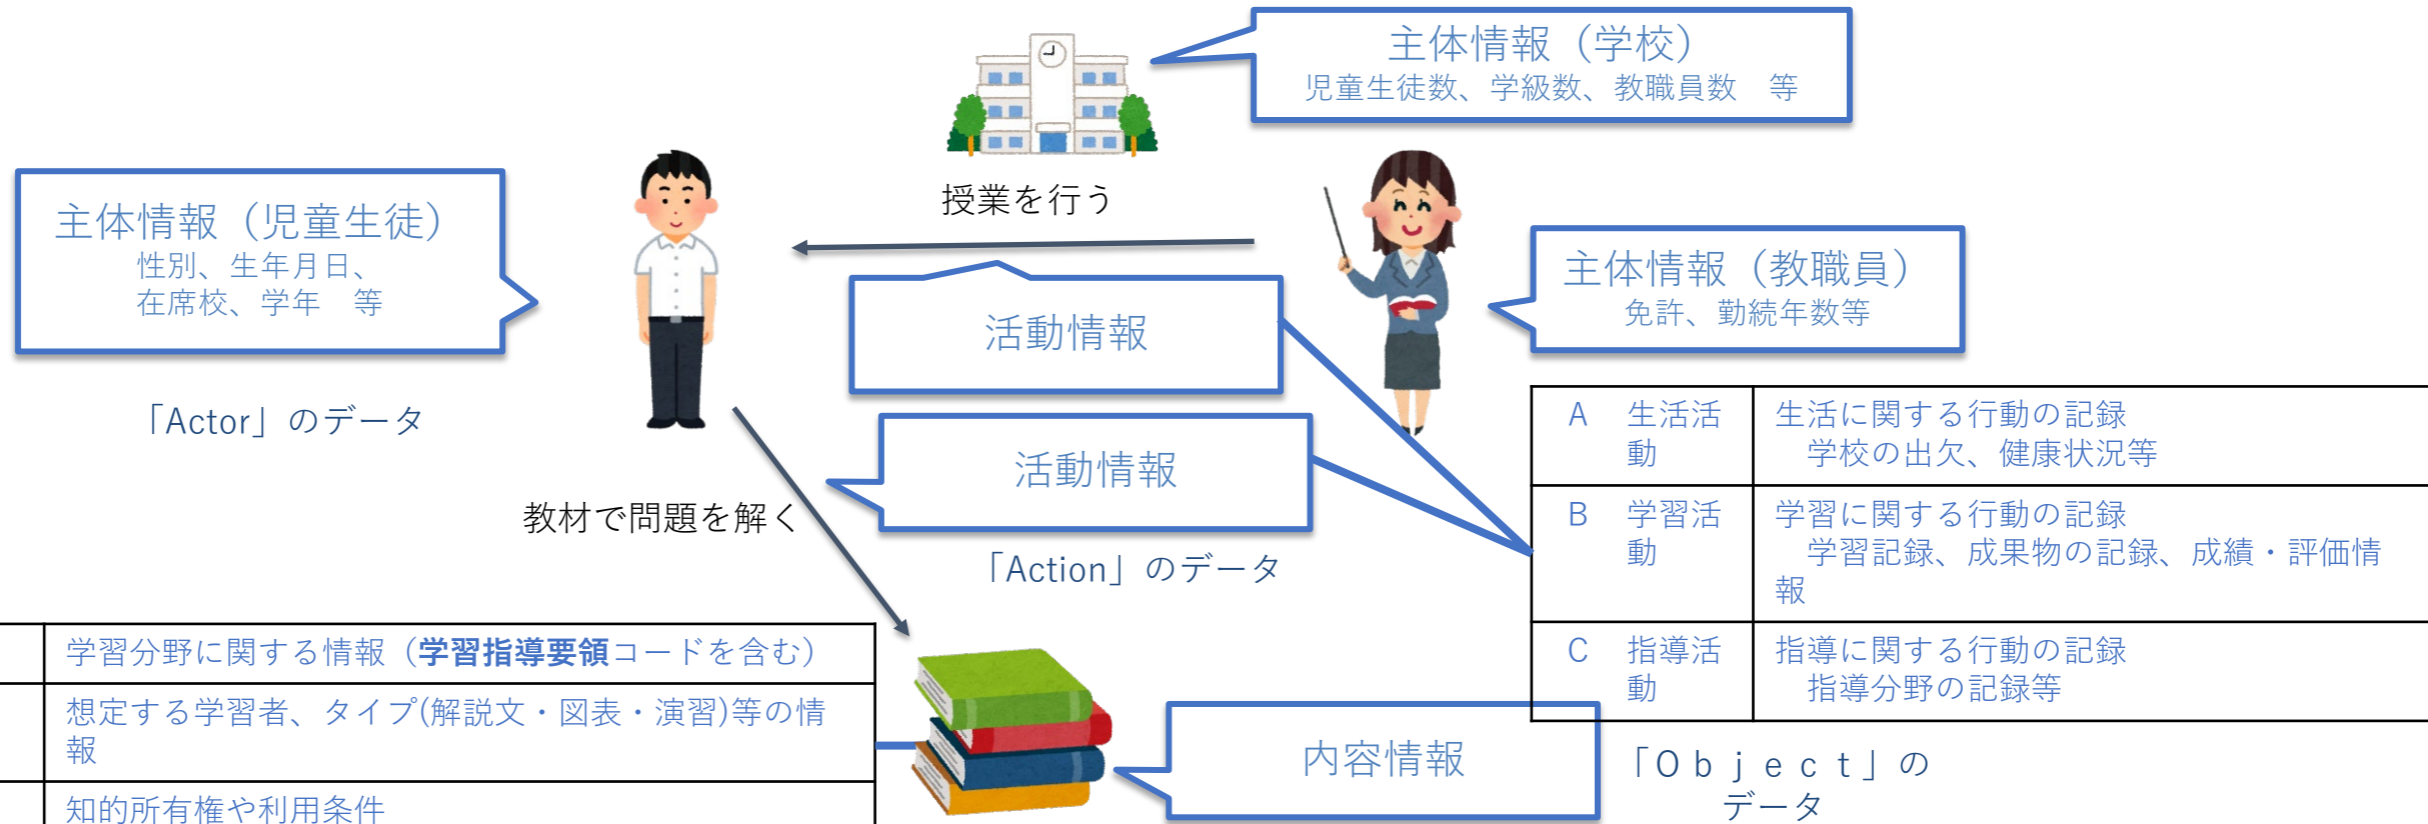 主体情報（学校）
児童生徒数、学級数、教職員数　等
授業を行う
主体情報（児童生徒）
性別、生年月日、
在席校、学年　等
主体情報（教職員）
免許、勤続年数等
活動情報
「Actor」のデータ
活動情報
教材で問題を解く
「Action」のデータ
A　生活活
動
生活に関する行動の記録
学校の出欠、健康状況等
B　学習活
動
学習に関する行動の記録
学習記録、成果物の記録、成績・評価情
報
C　指導活
動
指導に関する行動の記録
指導分野の記録等
学習分野に関する情報（学習指導要領コードを含む）
想定する学習者、タイプ(解説文・図表・演習)等の情
報
知的所有権や利用条件
内容情報
「Ｏｂｊｅｃｔ」の
データ